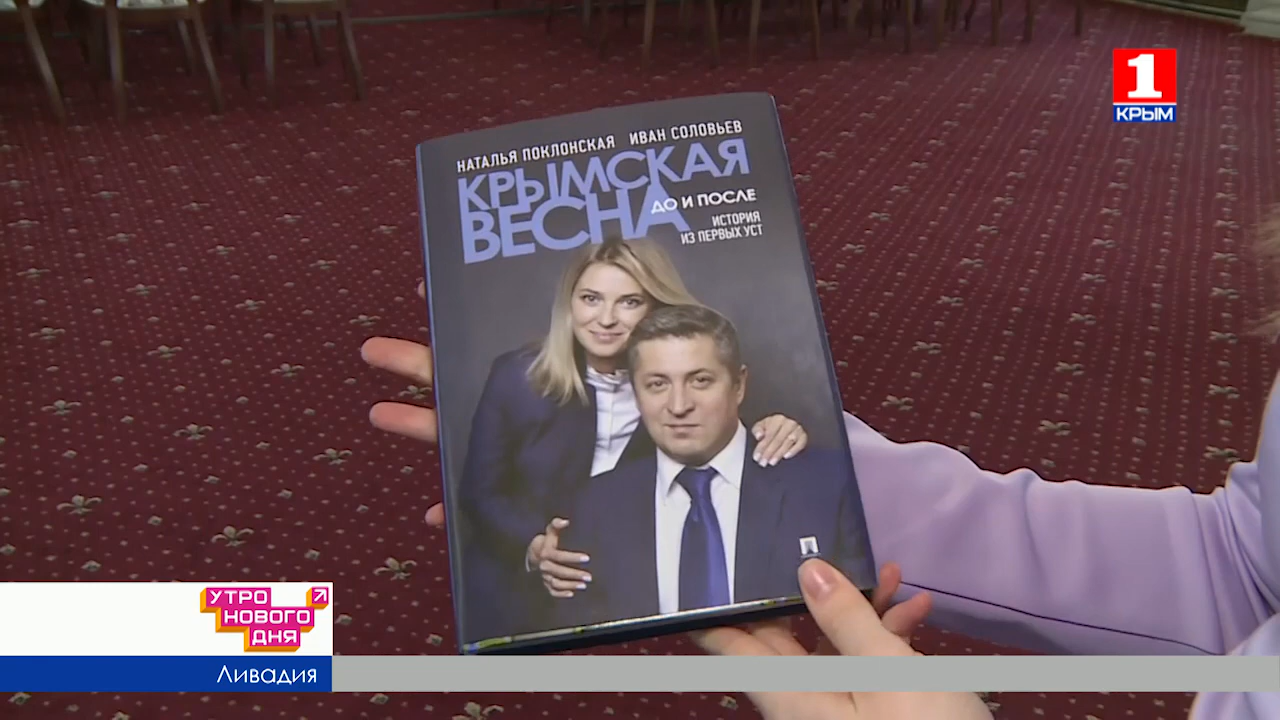 1
КРЫМ
НАТАЛЬЯ ПОКЛОНСКАЯ ИВАН СОЛОВЬЕВ
КРЫМСКАЯ
ВЕСНА
ДО И ПОСЛЕ
ИСТОРИЯ
ИЗ ПЕРВЫХ УСТ
УТРО
НОВОГО
ДНЯ
Ливадия